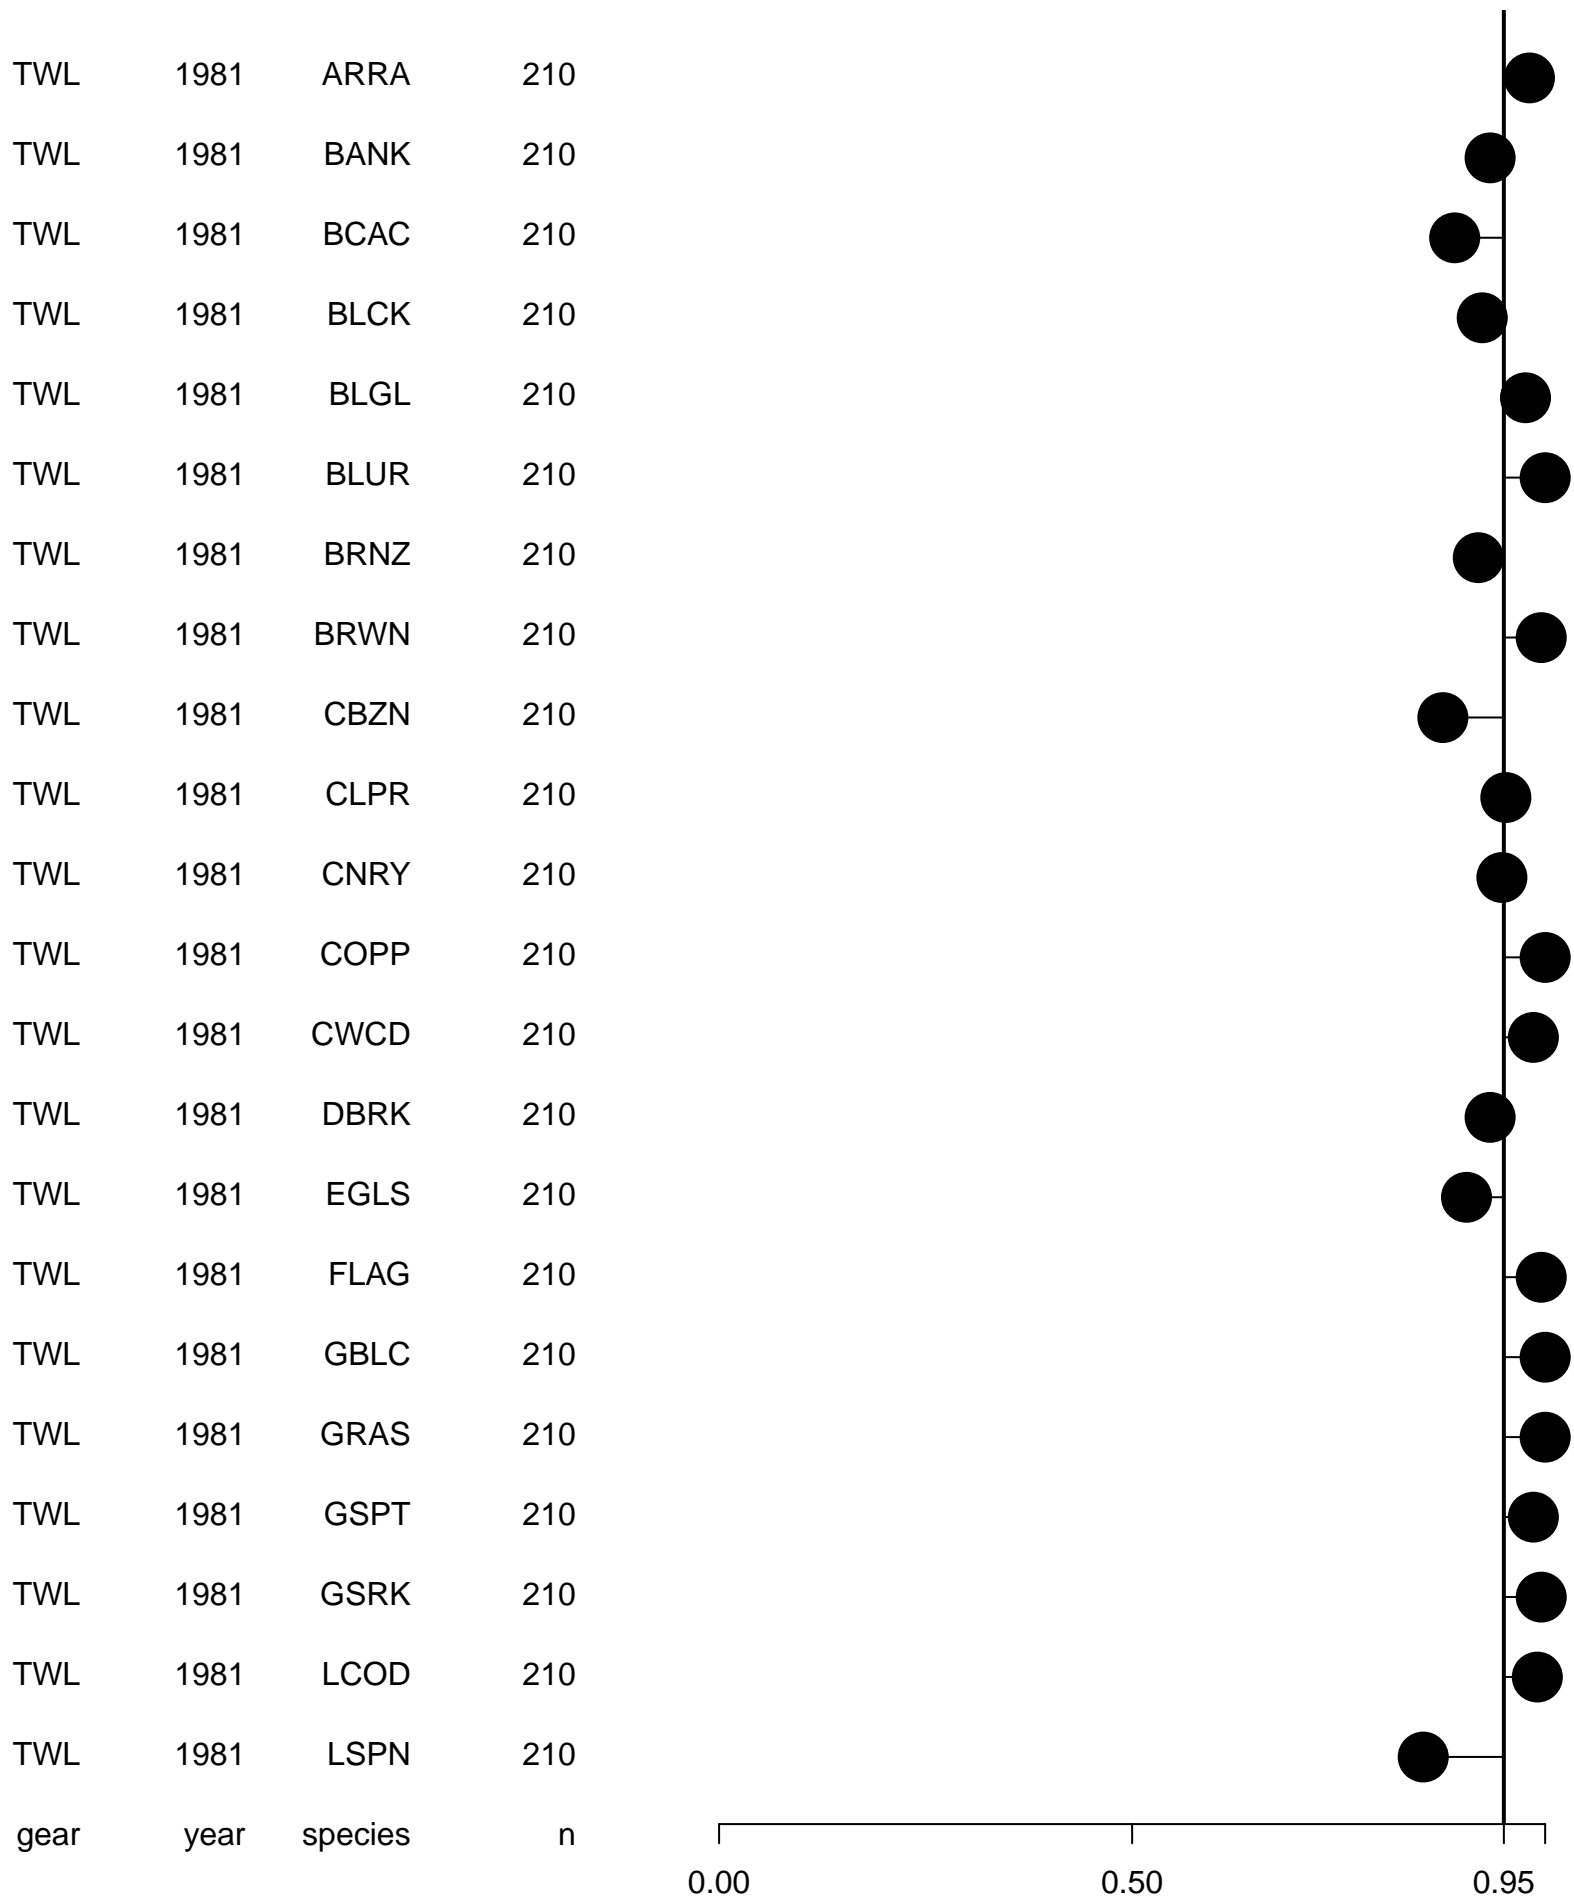 TWL 1981 ARRA 210
TWL 1981 BANK 210
TWL 1981 BCAC 210
TWL 1981 BLCK 210
TWL 1981 BLGL 210
TWL 1981 BLUR 210
TWL 1981 BRNZ 210
TWL 1981 BRWN 210
TWL 1981 CBZN 210
TWL 1981 CLPR 210
TWL 1981 CNRY 210
TWL 1981 COPP 210
TWL 1981 CWCD 210
TWL 1981 DBRK 210
TWL 1981 EGLS 210
TWL 1981 FLAG 210
TWL 1981 GBLC 210
TWL 1981 GRAS 210
TWL 1981 GSPT 210
TWL 1981 GSRK 210
TWL 1981 LCOD 210
TWL 1981 LSPN 210
gear year species n
0.00 0.50 0.95